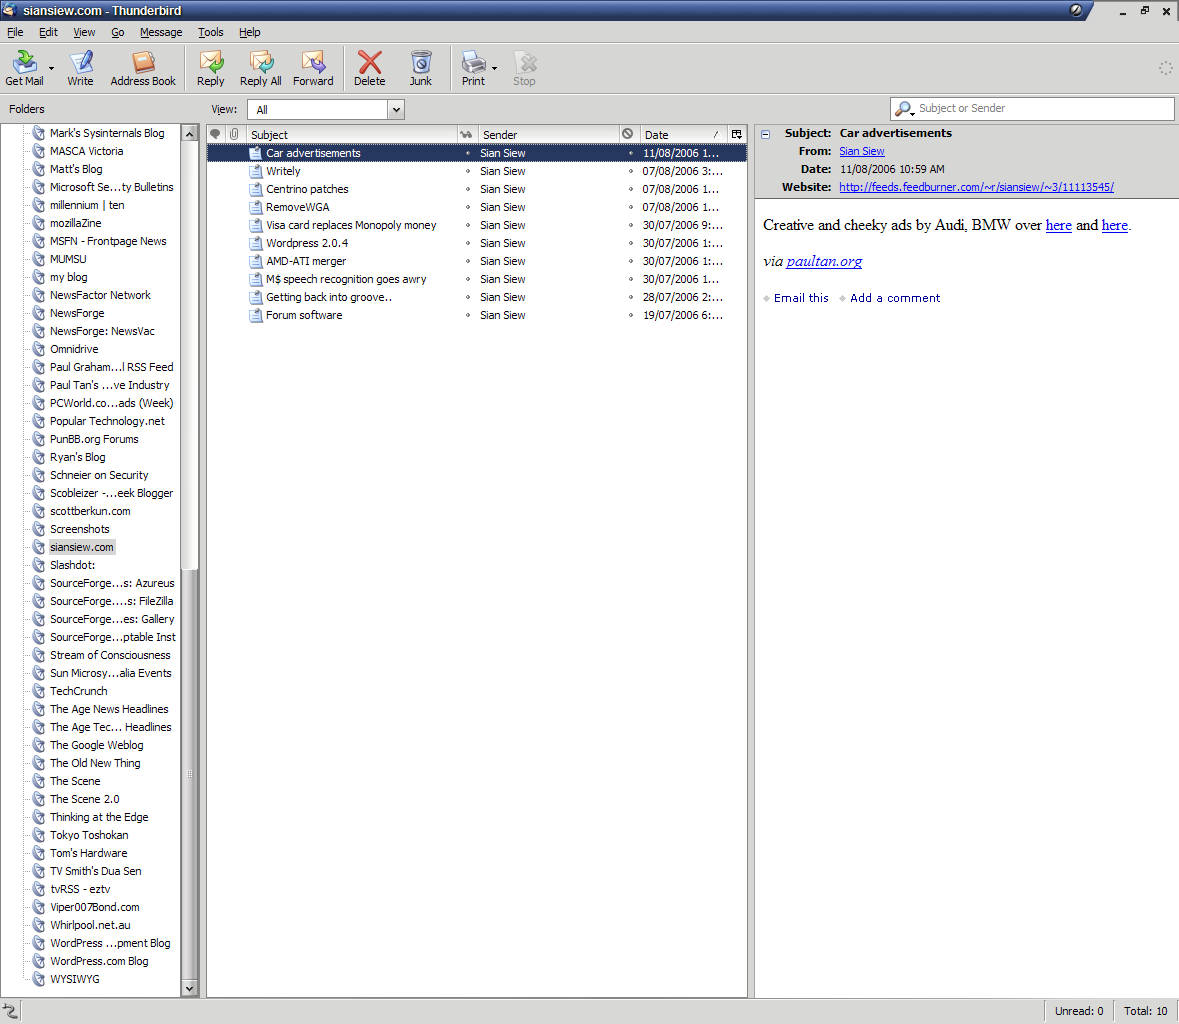 siansiew.com - Thunderbird
File Edit View Go Message Tools Help
Get Mail Write Address Book Reply Reply All Forward Delete Junk Print Stop
Folders View: All Subject or Sender
Mark's Sysinternals Blog
MASCA Victoria
Matt's Blog
Microsoft Se...ty Bulletins
millennium | ten
mozillaZine
MSFN - Frontpage News
MUMSU
my blog
NewsFactor Network
NewsForge
NewsForge: NewsVac
Omnidrive
Paul Graham...l RSS Feed
Paul Tan's ...ve Industry
PCWorld.co...ads (Week)
Popular Technology.net
PunBB.org Forums
Ryan's Blog
Schneier on Security
Scobleizer -...eek Blogger
scottberkun.com
Screenshots
siansiew.com
Slashdot:
SourceForge...s: Azureus
SourceForge....s: FileZilla
SourceForge...es: Gallery
SourceForge...ptable Inst
Stream of Consciousness
Sun Microsy...alia Events
TechCrunch
The Age News Headlines
The Age Tec... Headlines
The Google Weblog
The Old New Thing
The Scene
The Scene 2.0
Thinking at the Edge
Tokyo Toshokan
Tom's Hardware
TV Smith's Dua Sen
tvRSS - eztv
Viper007Bond.com
Whirlpool.net.au
WordPress ...pment Blog
WordPress.com Blog
WYSIWYG
Subject Sender Date
Car advertisements Sian Siew 11/08/2006 1...
Writely Sian Siew 07/08/2006 3:...
Centrino patches Sian Siew 07/08/2006 1...
RemoveWGA Sian Siew 07/08/2006 1...
Visa card replaces Monopoly money Sian Siew 30/07/2006 9:...
Wordpress 2.0.4 Sian Siew 30/07/2006 1:...
AMD-ATI merger Sian Siew 30/07/2006 1:...
M$ speech recognition goes awry Sian Siew 30/07/2006 1:...
Getting back into groove.. Sian Siew 28/07/2006 2:...
Forum software Sian Siew 19/07/2006 6:...
Subject: Car advertisements
From: Sian Siew
Date: 11/08/2006 10:59 AM
Website: http://feeds.feedburner.com/~r/siansiew/~3/11113545/
Creative and cheeky ads by Audi, BMW over here and here.
via paultan.org
Email this Add a comment
Unread: 0 Total: 10